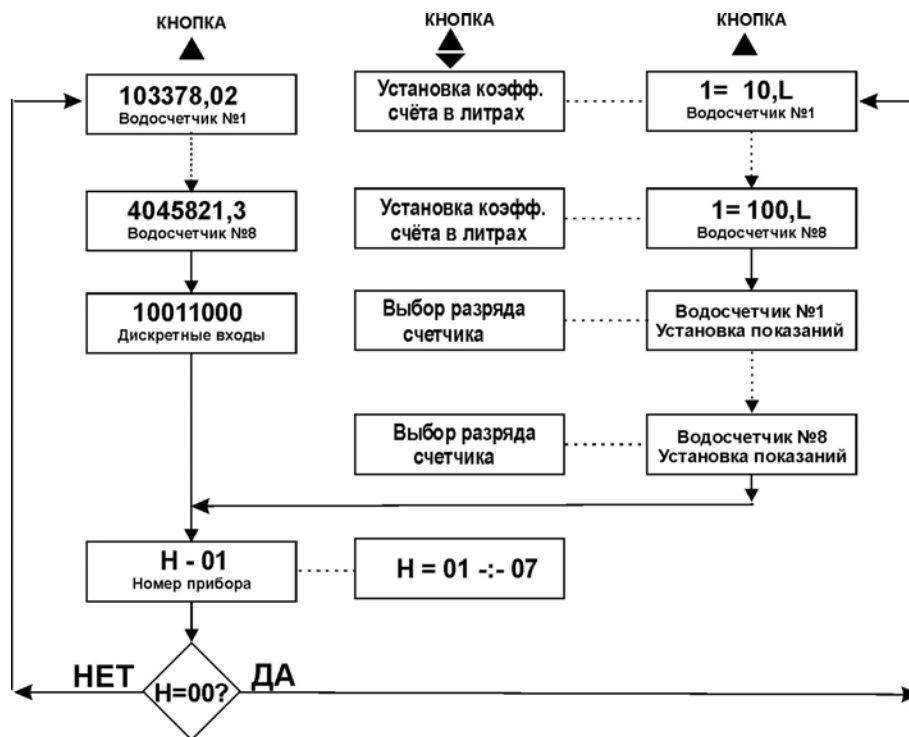 КНОПКА
КНОПКА
КНОПКА
103378,02
Водосчетчик №1
Установка коэфф.
счёта в литрах
1= 10,L
Водосчетчик №1
4045821,3
Водосчетчик №8
Установка коэфф.
счёта в литрах
1= 100,L
Водосчетчик №8
10011000
Дискретные входы
Выбор разряда
счетчика
Водосчетчик №1
Установка показаний
Выбор разряда
счетчика
Водосчетчик №8
Установка показаний
Н - 01
Номер прибора
Н = 01 -:- 07
НЕТ
Н=00?
ДА